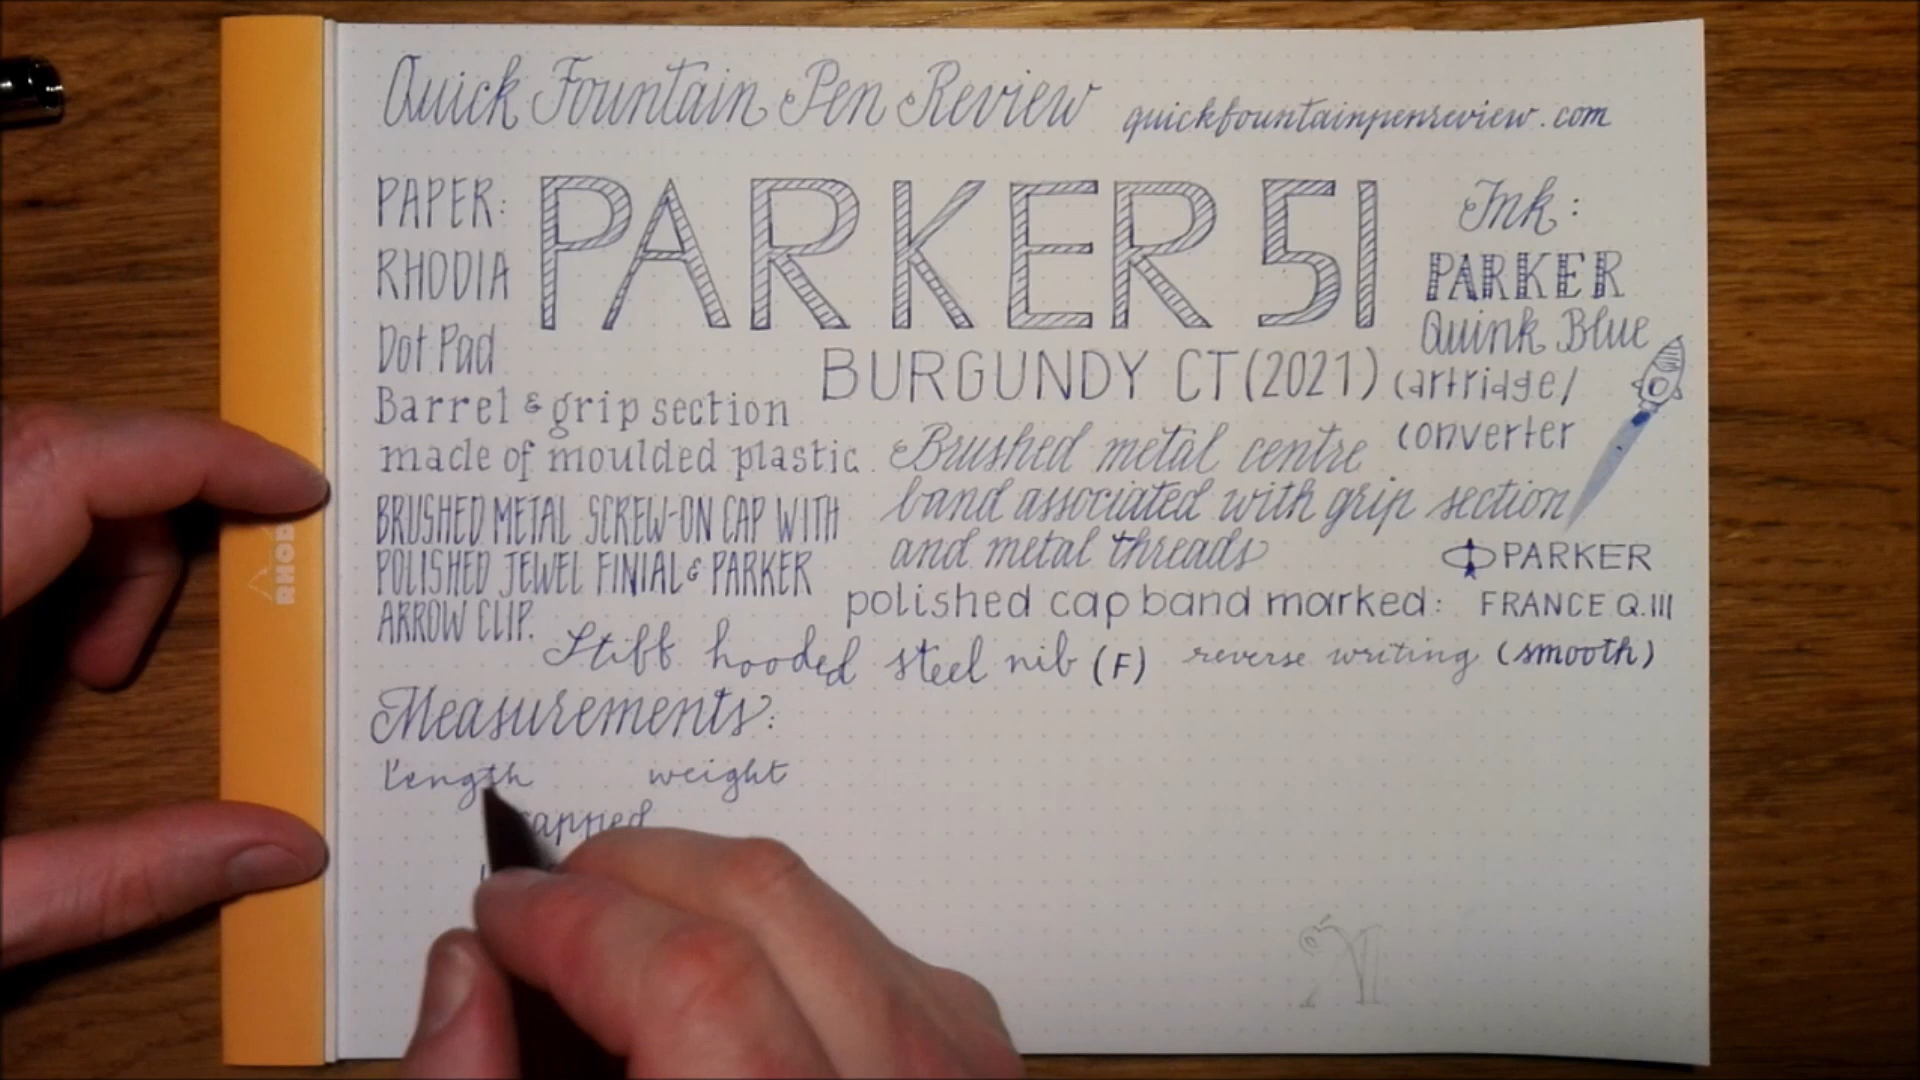 Quick Fountain Pen Review quickfountainpenreview.com
PAPER:
RHODIA
Dot Pad
PARKER 51
BURGUNDY CT (2021)
Ink:
PARKER
Quink Blue
cartridge/
converter
Barrel & grip section
made of moulded plastic
BRUSHED METAL SCREW-ON CAP WITH
POLISHED JEWEL FINIAL & PARKER
ARROW CLIP.
Brushed metal centre
band associated with grip section
and metal threads
polished cap band marked:
PARKER
FRANCE Q.III
Stiff hooded steel nib (F) reverse writing (smooth)
Measurements:
Length weight
capped
RHOD